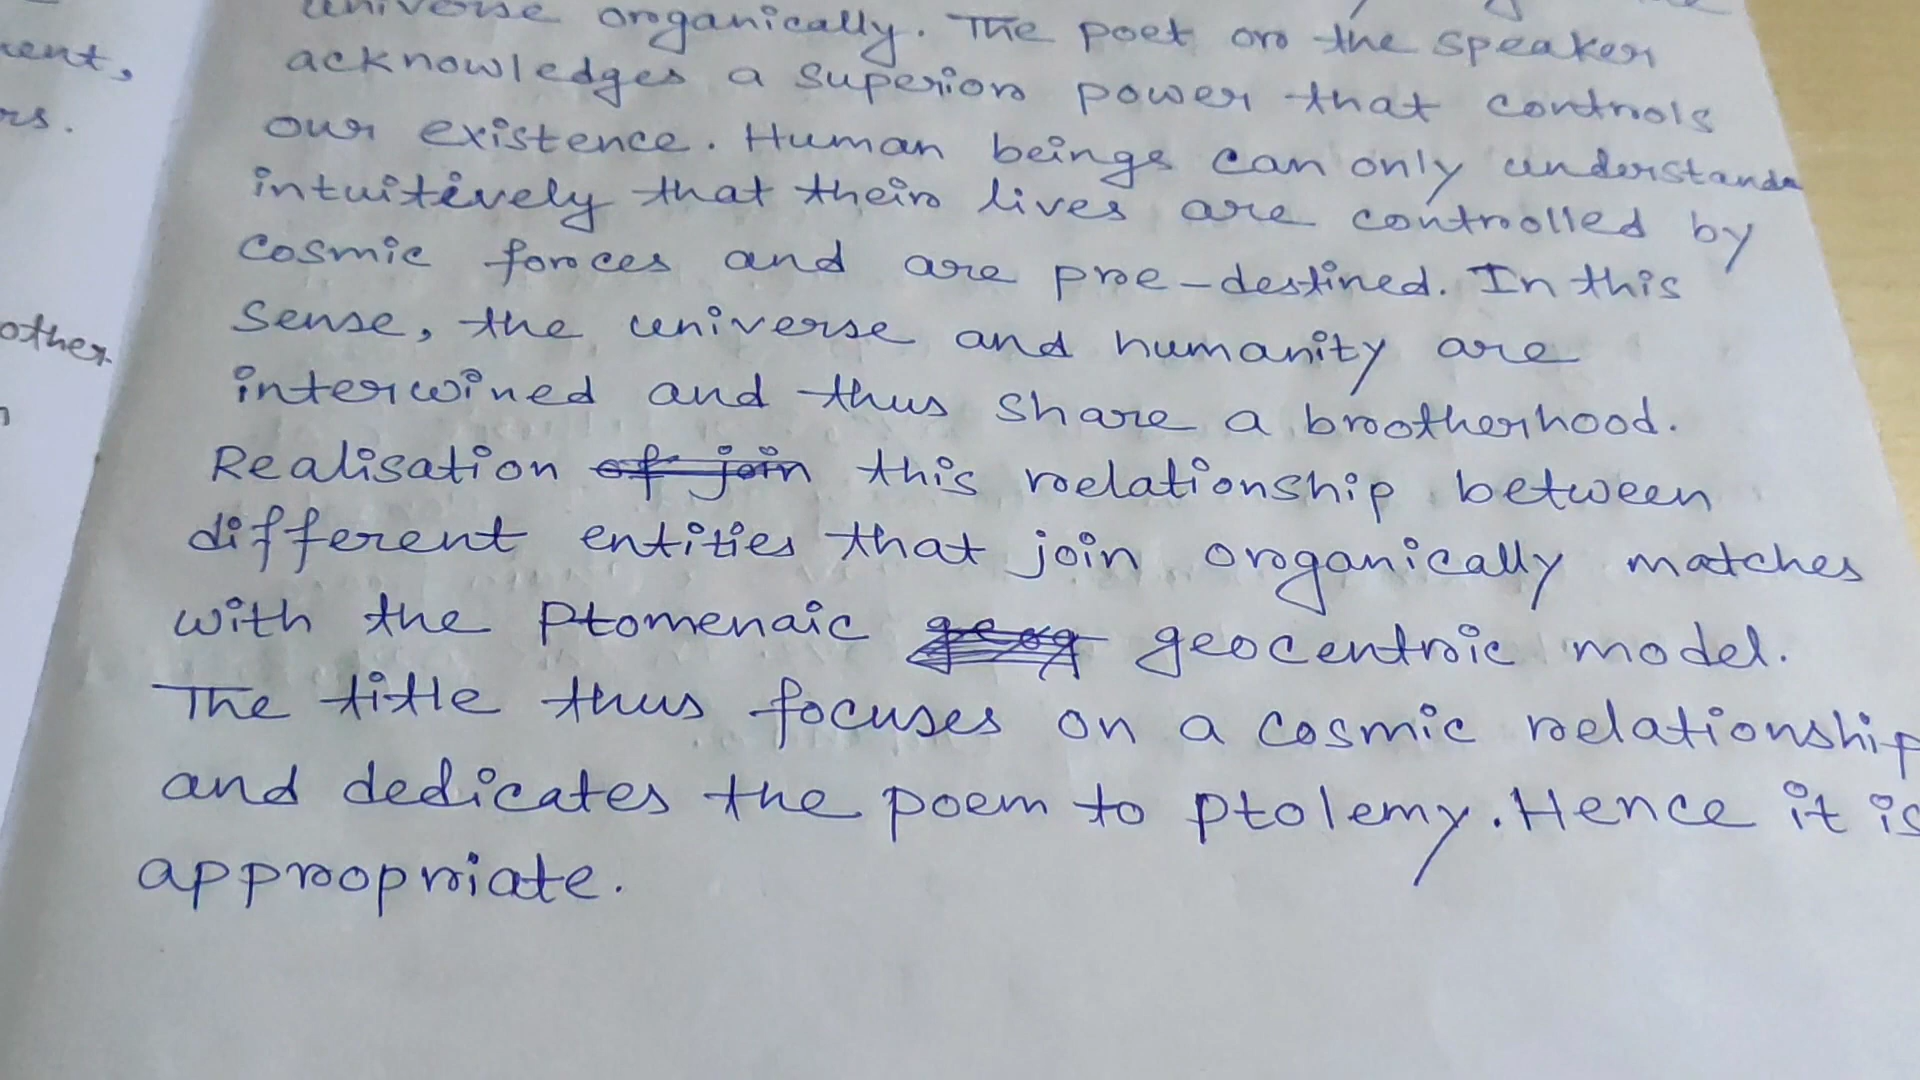 universe organically. The poet or the speaker
acknowledges a superior power that controls
our existence. Human beings can only understand
intuitively that their lives are controlled by
cosmic forces and are pre-destined. In this
sense, the universe and humanity are
interwined and thus share a brotherhood.
Realisation of join this relationship between
different entities that join organically matches
with the Ptomenaic geog geocentric model.
The title thus focuses on a cosmic relationship
and dedicates the poem to Ptolemy. Hence it is
appropriate.
other